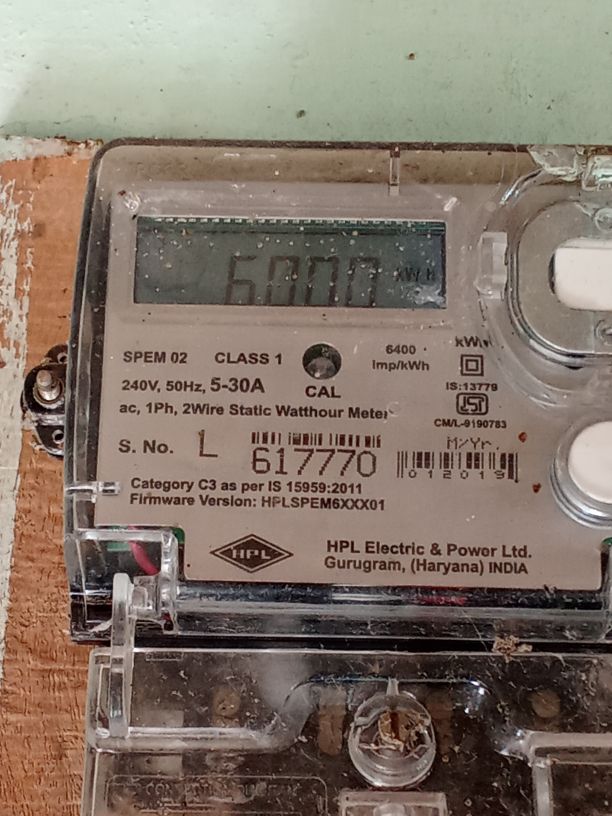 6000 kWh
SPEM 02 CLASS 1
6400
Imp/kWh
240V, 50Hz, 5-30A
CAL
IS:13779
ac, 1Ph, 2Wire Static Watthour Meter
CM/L-9190783
S. No. L 617770
M/Yr.
012019
Category C3 as per IS 15959:2011
Firmware Version: HPLSPEM6XXX01
HPL
HPL Electric & Power Ltd.
Gurugram, (Haryana) INDIA